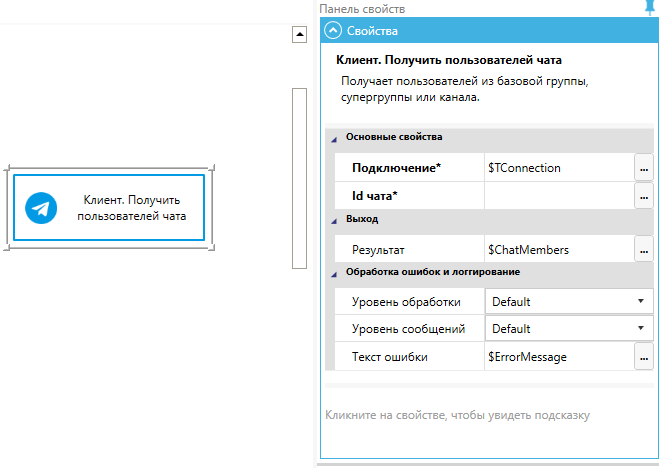 Панель свойств
Свойства
Клиент. Получить пользователей чата
Получает пользователей из базовой группы,
супергруппы или канала.
Основные свойства
Подключение* $TConnection ...
Id чата* ...
Выход
Результат $ChatMembers ...
Обработка ошибок и логгирование
Уровень обработки Default
Уровень сообщений Default
Текст ошибки $ErrorMessage ...
Кликните на свойстве, чтобы увидеть подсказку
Клиент. Получить
пользователей чата